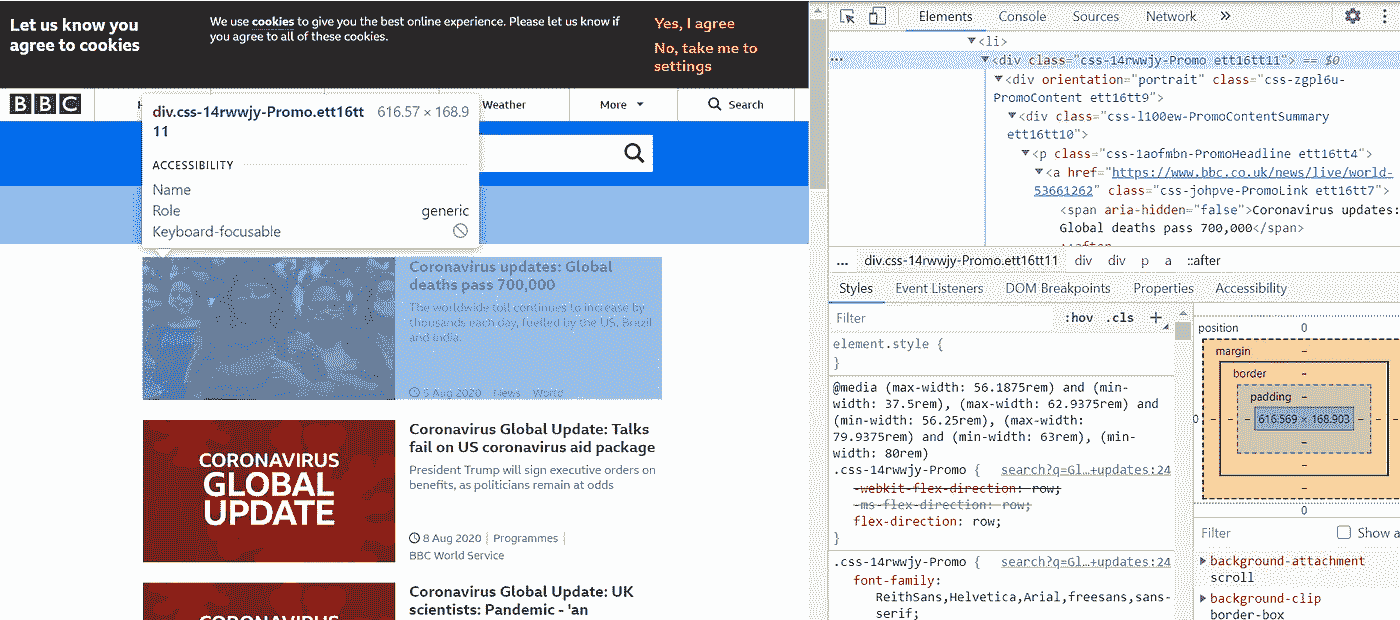 Let us know you
agree to cookies
We use cookies to give you the best online experience. Please let us know if
you agree to all of these cookies.
Yes, I agree
No, take me to
settings
BBC
Weather
More
Search
div.css-14rwwjy-Promo.ett16tt
11
616.57 × 168.9
ACCESSIBILITY
Name
Role
generic
Keyboard-focusable
Coronavirus updates: Global
deaths pass 700,000
The worldwide toll continues to increase by
thousands each day, fuelled by the US, Brazil
and India.
5 Aug 2020 | News | World
CORONAVIRUS
GLOBAL
UPDATE
Coronavirus Global Update: Talks
fail on US coronavirus aid package
President Trump will sign executive orders on
benefits, as politicians remain at odds
8 Aug 2020 | Programmes |
BBC World Service
CORONAVIRUS
Coronavirus Global Update: UK
scientists: Pandemic - 'an
Elements
Console
Sources
Network
»
<li>
… <div class="css-14rwwjy-Promo ett16tt11"> == $0
<div orientation="portrait" class="css-zgpl6u-
PromoContent ett16tt9">
<div class="css-l100ew-PromoContentSummary
ett16tt10">
<p class="css-1aofmbn-PromoHeadline ett16tt4">
<a href="https://www.bbc.co.uk/news/live/world-
53661262" class="css-johpve-PromoLink ett16tt7">
<span aria-hidden="false">Coronavirus updates:
Global deaths pass 700,000</span>
::after
... div.css-14rwwjy-Promo.ett16tt11 div div p a ::after
Styles
Event Listeners
DOM Breakpoints
Properties
Accessibility
Filter
:hov .cls +
element.style {
}
@media (max-width: 56.1875rem) and (min-
width: 37.5rem), (max-width: 62.9375rem) and
(min-width: 56.25rem), (max-width:
79.9375rem) and (min-width: 63rem), (min-
width: 80rem)
.css-14rwwjy-Promo { search?q=Gl…+updates:24
-webkit-flex-direction: row;
-ms-flex-direction: row;
flex-direction: row;
}
.css-14rwwjy-Promo { search?q=Gl…+updates:24
font-family:
ReithSans,Helvetica,Arial,freesans,sans-
serif;
position 0
margin -
border -
padding -
0 - - - 616.569 × 168.903 - - -
-
-
-
0
Filter
Show a
background-attachment
scroll
background-clip
border-box